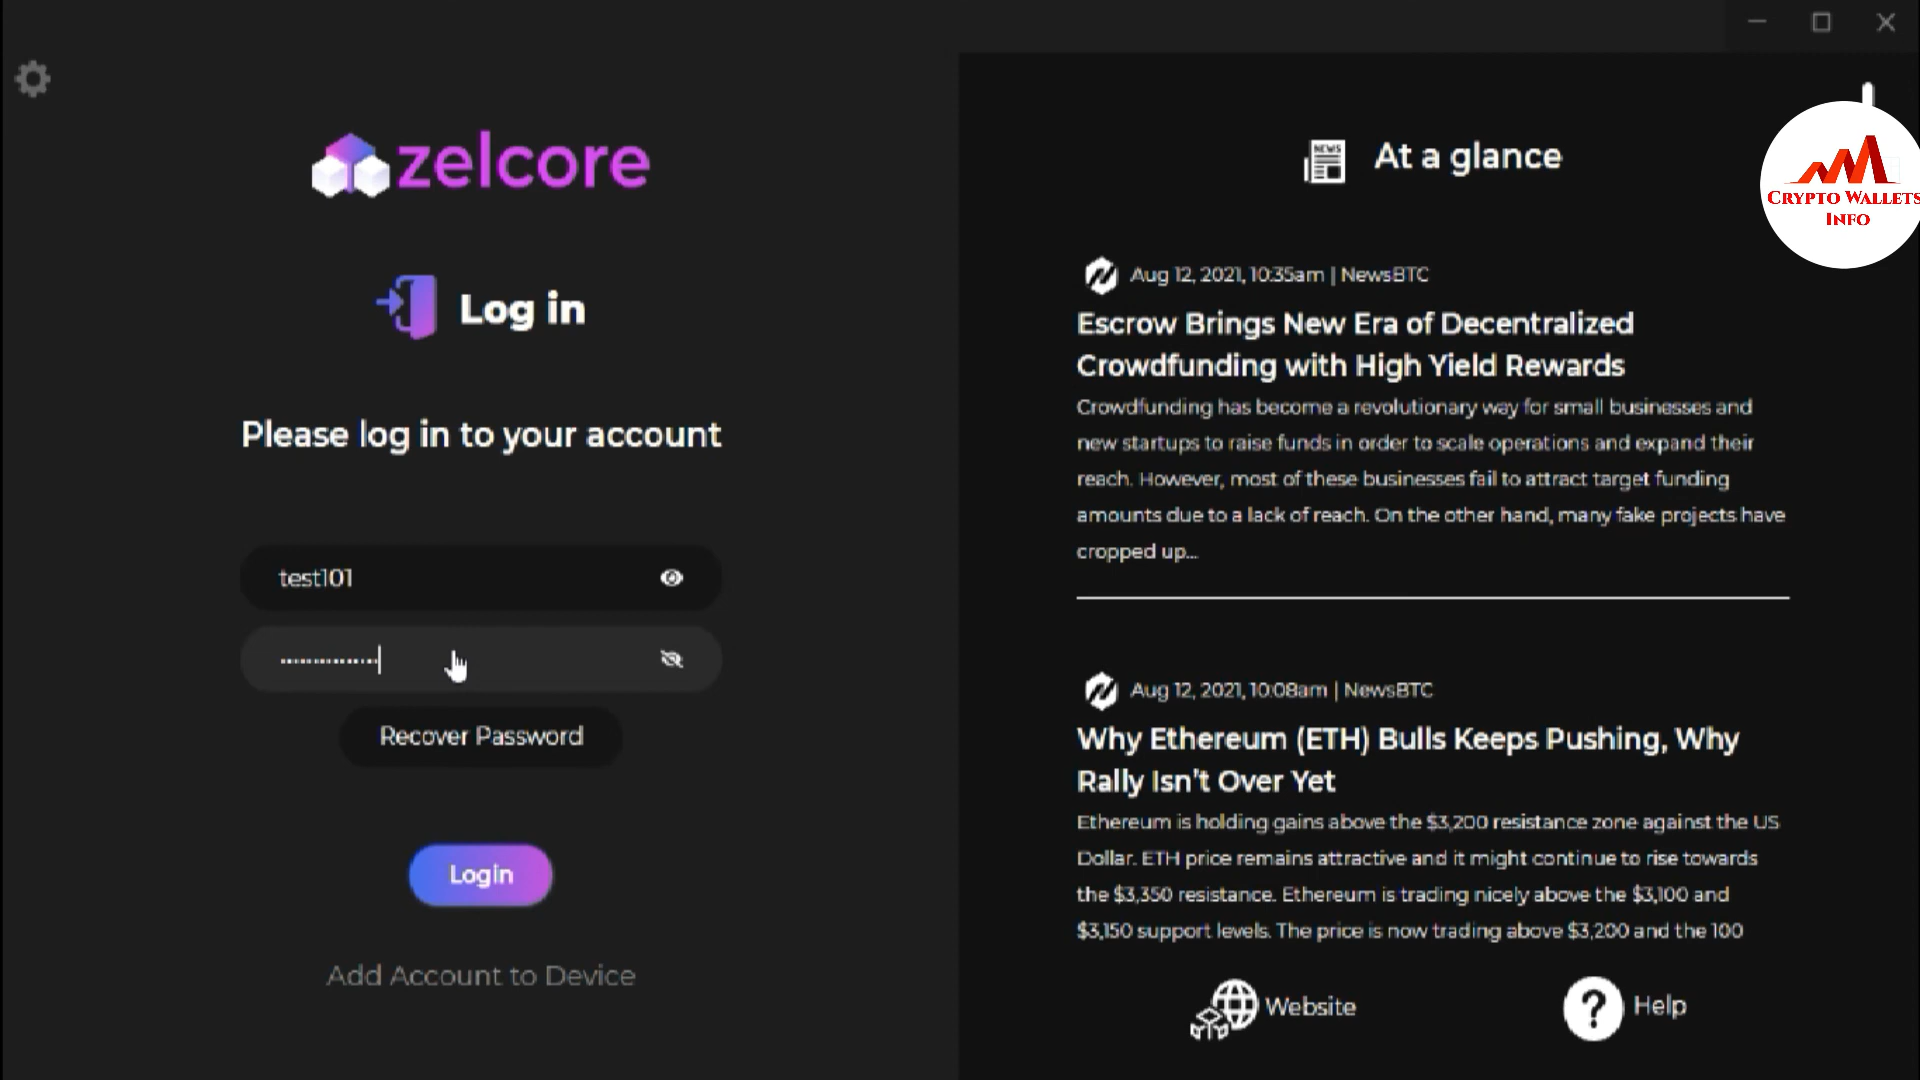 zelcore
Log in
Please log in to your account
test101
Recover Password
Login
Add Account to Device
NEWS
At a glance
CRYPTO WALLETS
INFO
Aug 12, 2021, 10:35am | NewsBTC
Escrow Brings New Era of Decentralized
Crowdfunding with High Yield Rewards
Crowdfunding has become a revolutionary way for small businesses and
new startups to raise funds in order to scale operations and expand their
reach. However, most of these businesses fail to attract target funding
amounts due to a lack of reach. On the other hand, many fake projects have
cropped up...
Aug 12, 2021, 10:08am | NewsBTC
Why Ethereum (ETH) Bulls Keeps Pushing, Why
Rally Isn't Over Yet
Ethereum is holding gains above the $3,200 resistance zone against the US
Dollar. ETH price remains attractive and it might continue to rise towards
the $3,350 resistance. Ethereum is trading nicely above the $3,100 and
$3,150 support levels. The price is now trading above $3,200 and the 100
Website
? Help